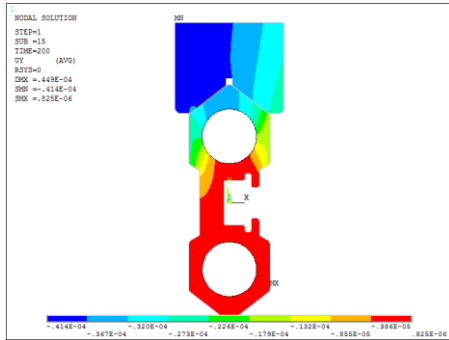 1
NODAL SOLUTION
STEP=1
SUB =15
TIME=200
UY (AVG)
RSYS=0
DMX =.449E-04
SMN =-.414E-04
SMX =.825E-06
MN
X
MX
-.414E-04 -.320E-04 -.226E-04 -.132E-04 -.386E-05
-.367E-04 -.273E-04 -.179E-04 -.855E-05 .825E-06